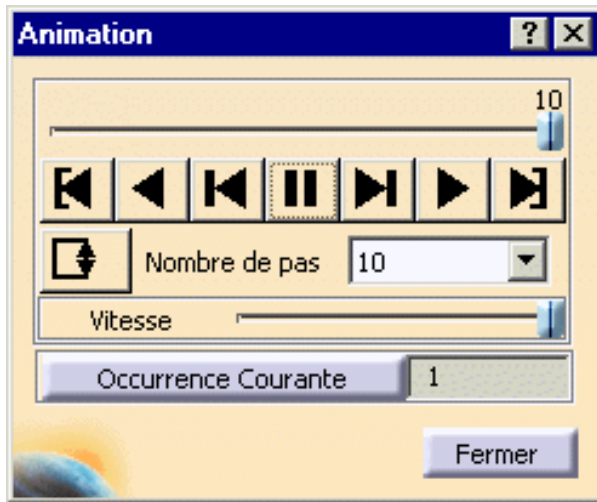 Animation
10
Nombre de pas 10
Vitesse
Occurrence Courante 1
Fermer